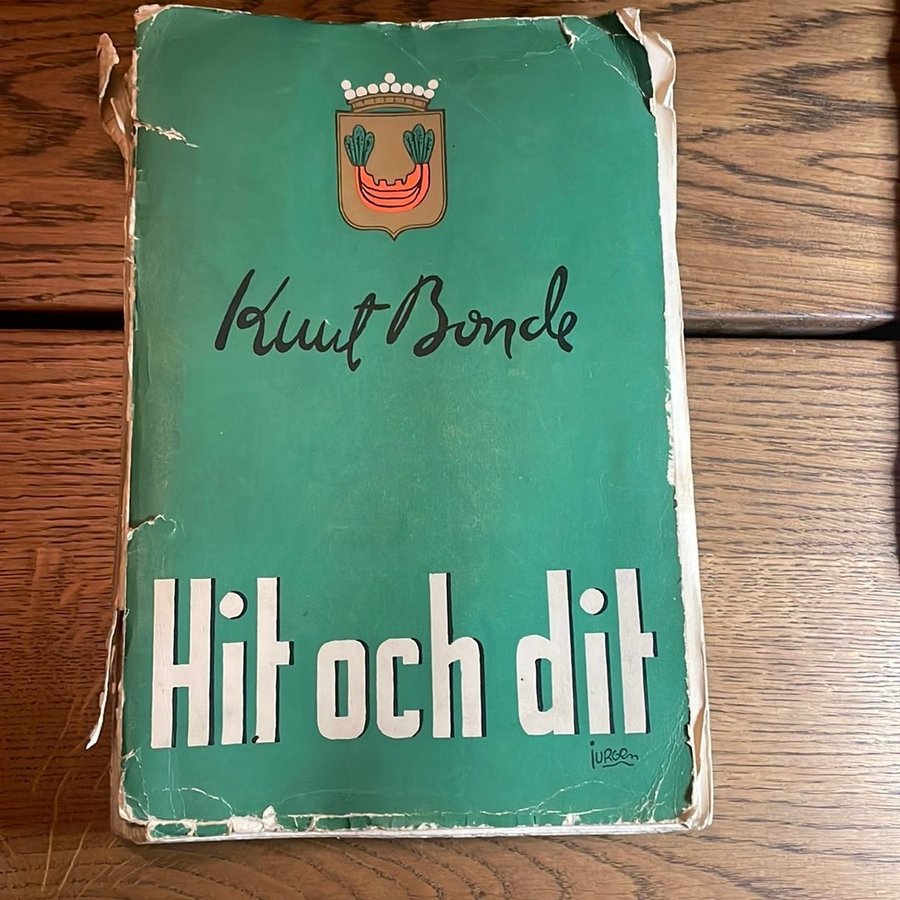 Knut Bonde
Hit och dit
jURGen